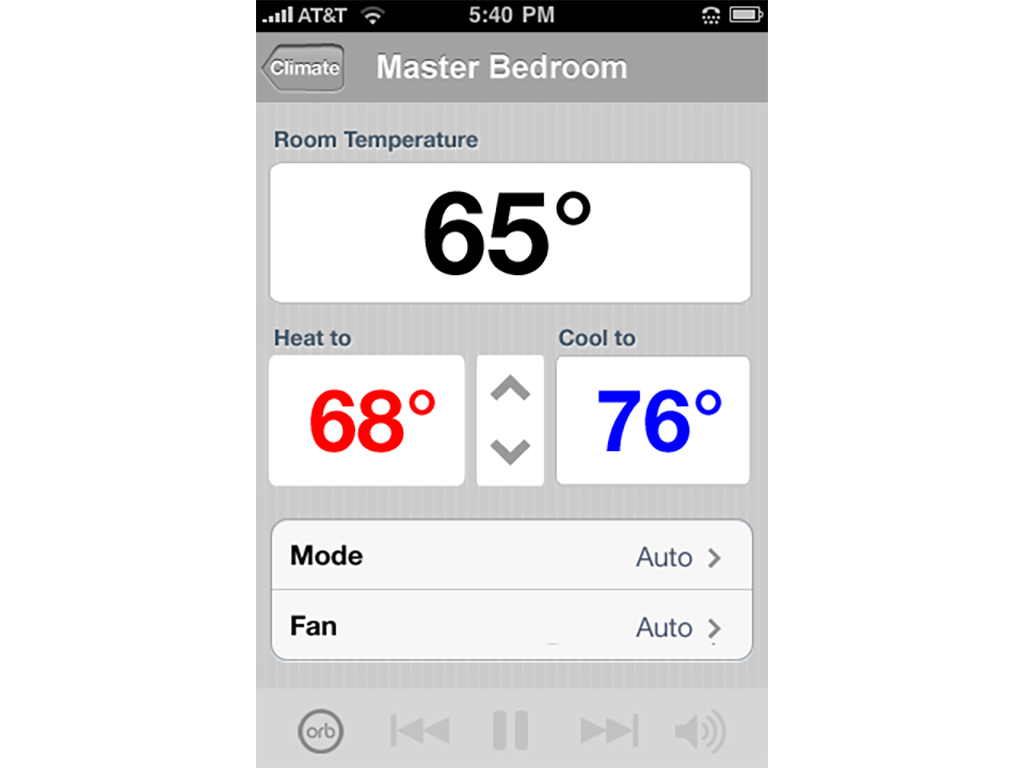 AT&T 5:40 PM
Climate Master Bedroom
Room Temperature
65°
Heat to Cool to
68° 76°
Mode Auto
Fan Auto
orb